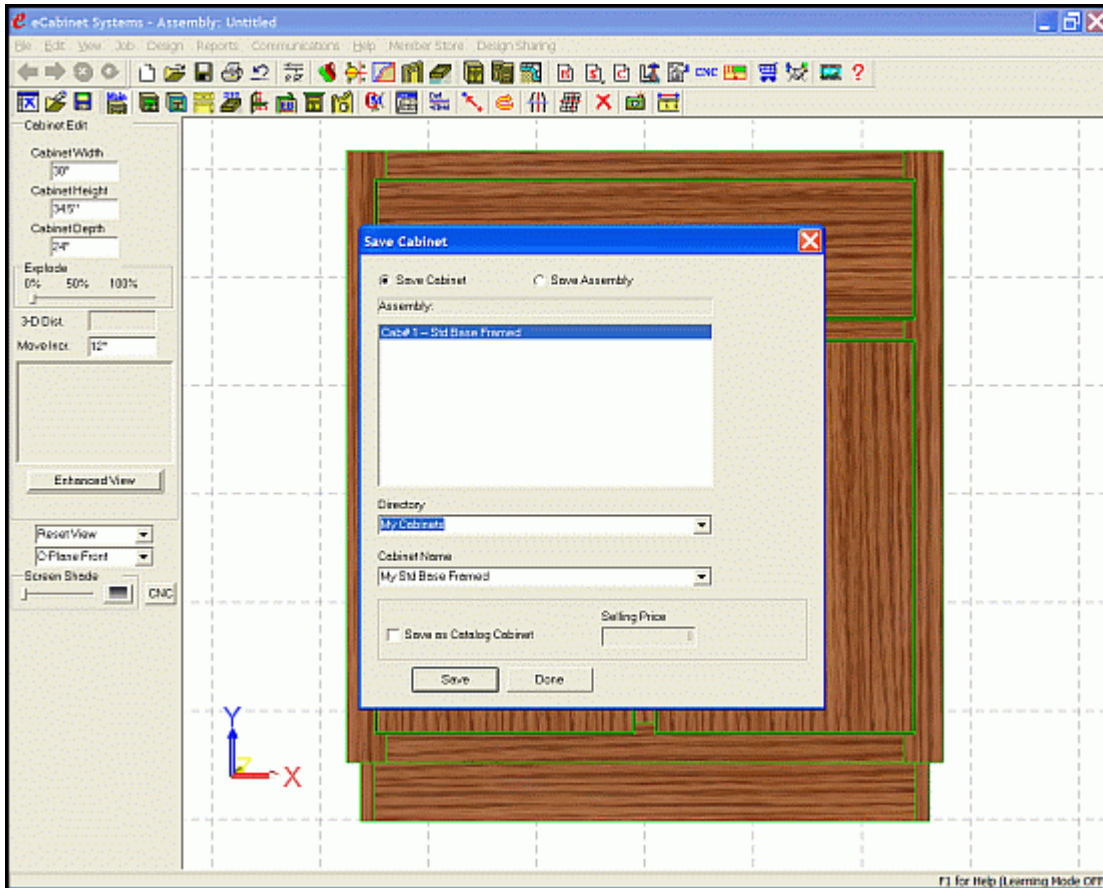 eCabinet Systems - Assembly: Untitled
File Edit View Job Design Reports Communications Help Member Store Design Sharing
CNC
Cabinet Edit
Cabinet Width
30"
Cabinet Height
34.5"
Cabinet Depth
24"
Explode
0% 50% 100%
3-D Dist.
Move Incr. 12"
Enhanced View
Reset View
C-Plane Front
Screen Shade
CNC
Save Cabinet
Save Cabinet Save Assembly
Assembly:
Cab# 1 -- Std Base Framed
Directory
My Cabinets
Cabinet Name
My Std Base Framed
Selling Price
Save as Catalog Cabinet
Save Done
Y
Z
X
F1 for Help (Learning Mode OFF